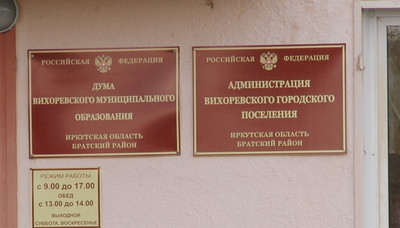 РОССИЙСКАЯ ФЕДЕРАЦИЯ
ДУМА
ВИХОРЕВСКОГО МУНИЦИПАЛЬНОГО
ОБРАЗОВАНИЯ
ИРКУТСКАЯ ОБЛАСТЬ
БРАТСКИЙ РАЙОН
РОССИЙСКАЯ ФЕДЕРАЦИЯ
АДМИНИСТРАЦИЯ
ВИХОРЕВСКОГО ГОРОДСКОГО
ПОСЕЛЕНИЯ
ИРКУТСКАЯ ОБЛАСТЬ
БРАТСКИЙ РАЙОН
РЕЖИМ РАБОТЫ:
с 9.00 до 17.00
ОБЕД
с 13.00 до 14.00
ВЫХОДНОЙ
СУББОТА, ВОСКРЕСЕНЬЕ